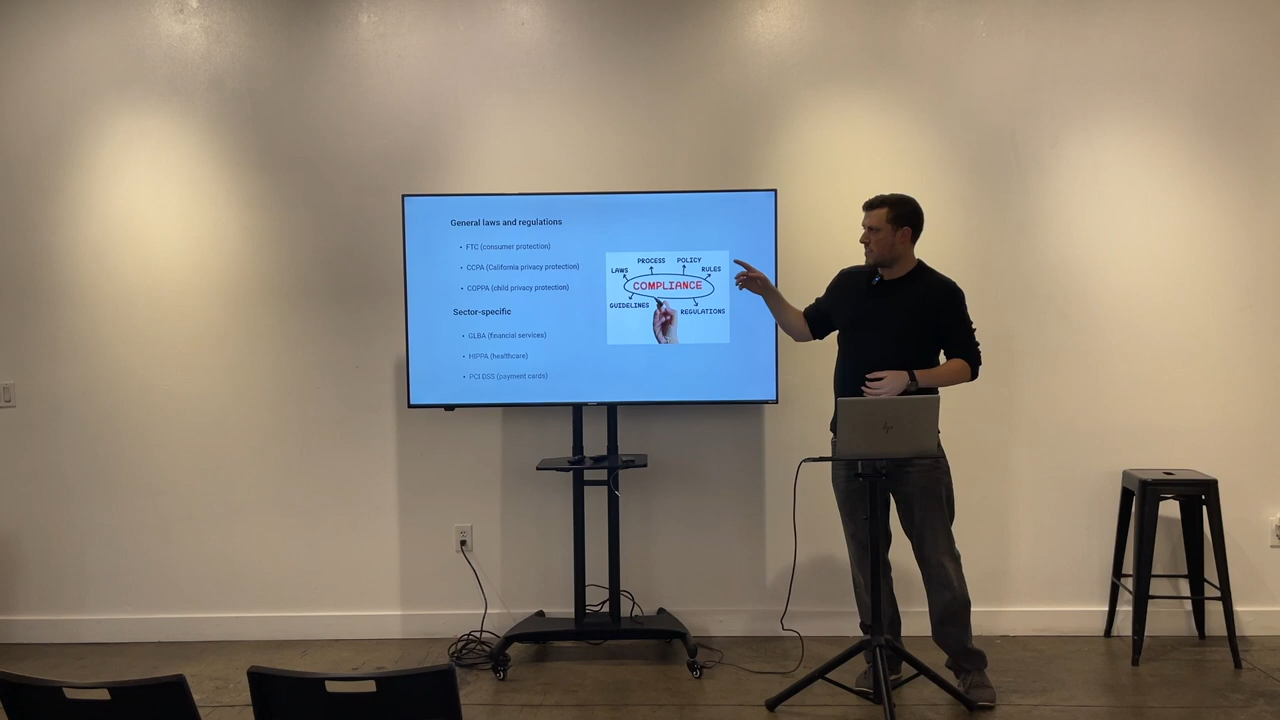 General laws and regulations
• FTC (consumer protection)
• CCPA (California privacy protection)
• COPPA (child privacy protection)
Sector-specific
• GLBA (financial services)
• HIPPA (healthcare)
• PCI DSS (payment cards)
PROCESS POLICY
LAWS RULES
COMPLIANCE
GUIDELINES REGULATIONS
hp